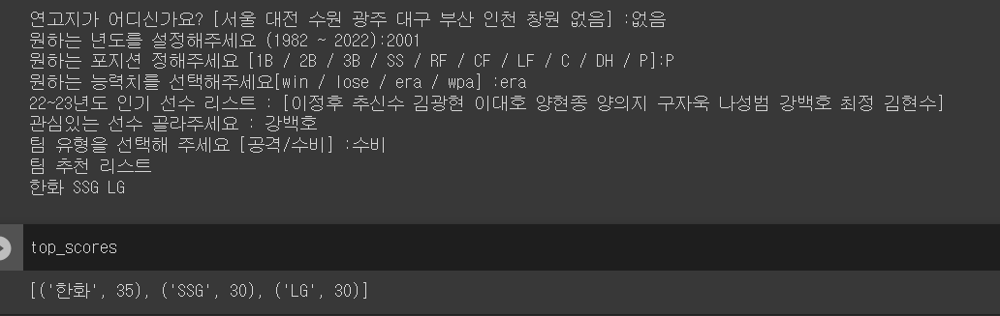 연고지가 어디신가요? [서울 대전 수원 광주 대구 부산 인천 창원 없음] :없음
원하는 년도를 설정해주세요 (1982 ~ 2022):2001
원하는 포지션 정해주세요 [1B / 2B / 3B / SS / RF / CF / LF / C / DH / P]:P
원하는 능력치를 선택해주세요[win / lose / era / wpa] :era
22~23년도 인기 선수 리스트 : [이정후 추신수 김광현 이대호 양현종 양의지 구자욱 나성범 강백호 최정 김현수]
관심있는 선수 골라주세요 : 강백호
팀 유형을 선택해 주세요 [공격/수비] :수비
팀 추천 리스트
한화 SSG LG
top_scores
[('한화', 35), ('SSG', 30), ('LG', 30)]